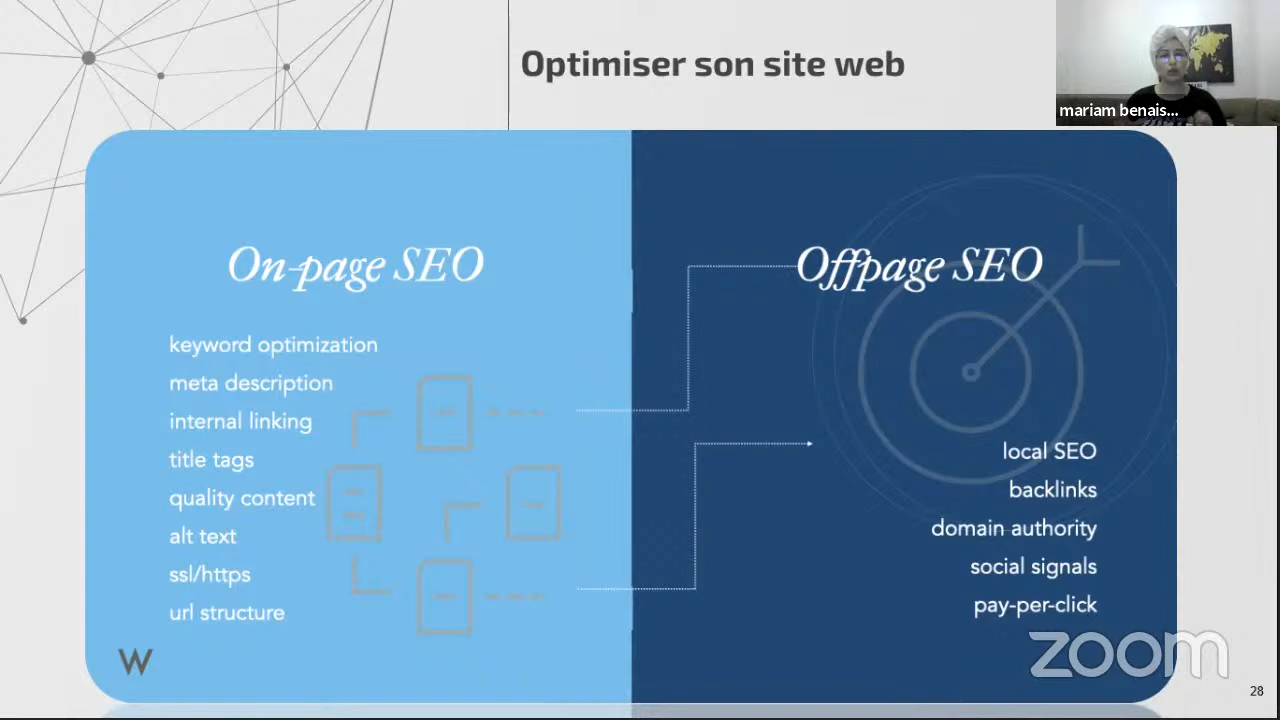 Optimiser son site web
mariam benais...
On-page SEO
keyword optimization
meta description
internal linking
title tags
quality content
alt text
ssl/https
url structure
W
Offpage SEO
local SEO
backlinks
domain authority
social signals
pay-per-click
zoom
28